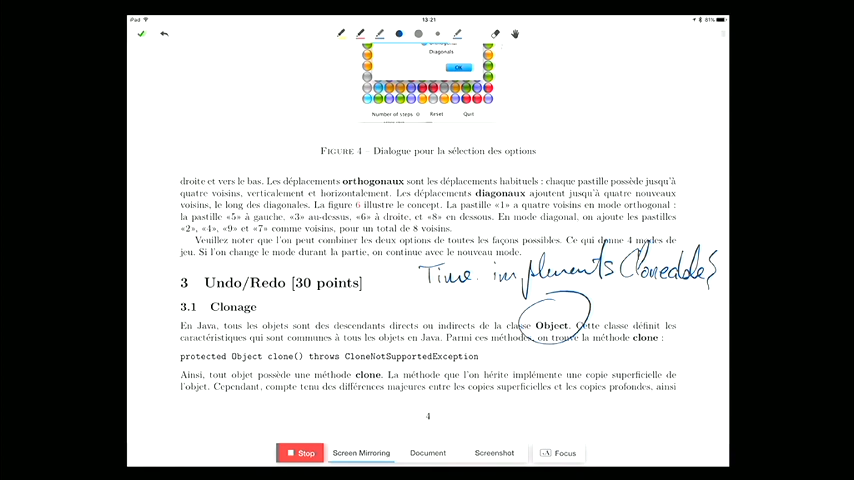 iPad
13:21
61%
Diagonals
OK
Number of steps 0 Reset Quit
FIGURE 4 – Dialogue pour la sélection des options
droite et vers le bas. Les déplacements orthogonaux sont les déplacements habituels : chaque pastille possède jusqu'à
quatre voisins, verticalement et horizontalement. Les déplacements diagonaux ajoutent jusqu'à quatre nouveaux
voisins, le long des diagonales. La figure 6 illustre le concept. La pastille «1» a quatre voisins en mode orthogonal :
la pastille «5» à gauche, «3» au-dessus, «6» à droite, et «8» en dessous. En mode diagonal, on ajoute les pastilles
«2», «4», «9» et «7» comme voisins, pour un total de 8 voisins.
Veuillez noter que l'on peut combiner les deux options de toutes les façons possibles. Ce qui donne 4 modes de
jeu. Si l'on change le mode durant la partie, on continue avec le nouveau mode.
Time implements Cloneable {
3 Undo/Redo [30 points]
3.1 Clonage
En Java, tous les objets sont des descendants directs ou indirects de la classe Object. Cette classe définit les
caractéristiques qui sont communes à tous les objets en Java. Parmi ces méthodes, on trouve la méthode clone :
protected Object clone() throws CloneNotSupportedException
Ainsi, tout objet possède une méthode clone. La méthode que l'on hérite implémente une copie superficielle de
l'objet. Cependant, compte tenu des différences majeures entre les copies superficielles et les copies profondes, ainsi
4
Stop Screen Mirroring Document Screenshot Focus